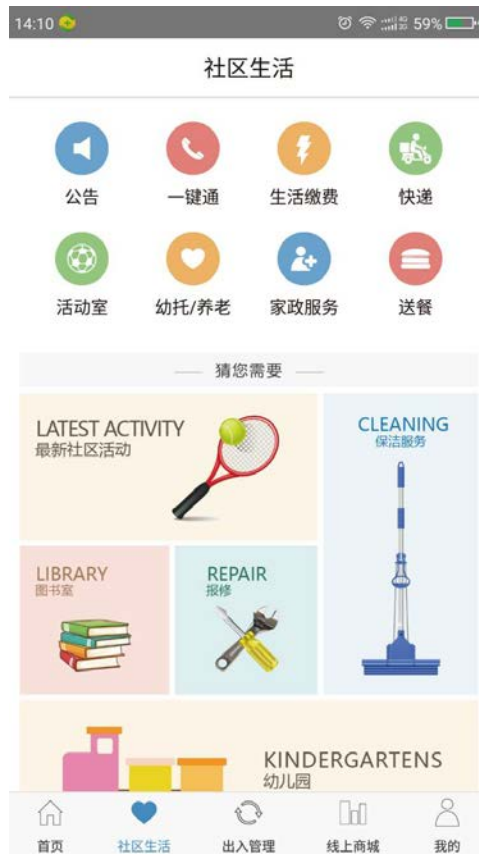 14:10 4G 3G 59%
社区生活
公告 一键通 生活缴费 快递
活动室 幼托/养老 家政服务 送餐
猜您需要
LATEST ACTIVITY
最新社区活动
CLEANING
保洁服务
LIBRARY
图书室
REPAIR
报修
KINDERGARTENS
幼儿园
首页 社区生活 出入管理 线上商城 我的